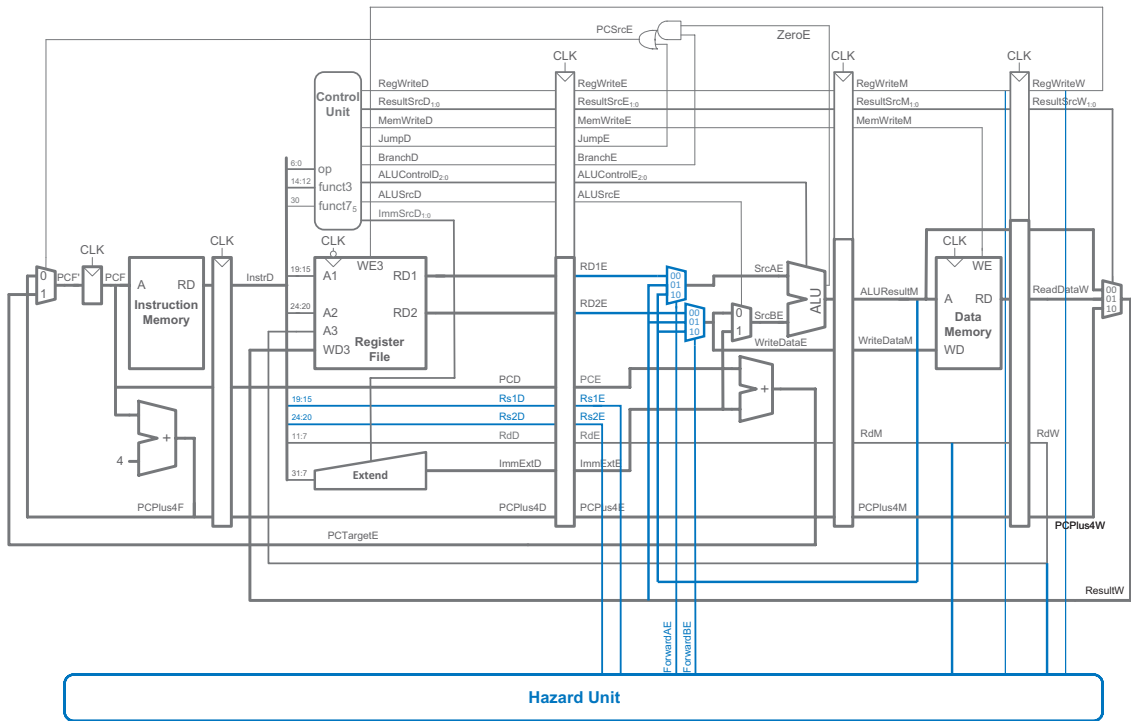 PCSrcE
ZeroE
CLK
CLK
CLK
Control
Unit
RegWriteD
RegWriteE
RegWriteM
RegWriteW
ResultSrcD1:0
ResultSrcE1:0
ResultSrcM1:0
ResultSrcW1:0
MemWriteD
MemWriteE
MemWriteM
JumpD
JumpE
6:0
op
BranchD
BranchE
14:12
funct3
ALUControlD2:0
ALUControlE2:0
30
funct75
ALUSrcD
ALUSrcE
ImmSrcD1:0
CLK
CLK
CLK
CLK
0
1
PCF'
PCF
A
RD
Instruction
Memory
InstrD
19:15
A1
WE3
RD1
RD1E
00
01
10
SrcAE
ALU
ALUResultM
A
RD
WE
ReadDataW
00
01
10
24:20
A2
RD2
RD2E
00
01
10
0
1
SrcBE
A3
Data
Memory
WD3
Register
File
WriteDataE
WriteDataM
WD
PCD
PCE
+
19:15
Rs1D
Rs1E
24:20
Rs2D
Rs2E
11:7
RdD
RdE
RdM
RdW
+
4
31:7
Extend
ImmExtD
ImmExtE
PCPlus4F
PCPlus4D
PCPlus4E
PCPlus4M
PCPlus4W
PCTargetE
ResultW
ForwardAE
ForwardBE
Hazard Unit